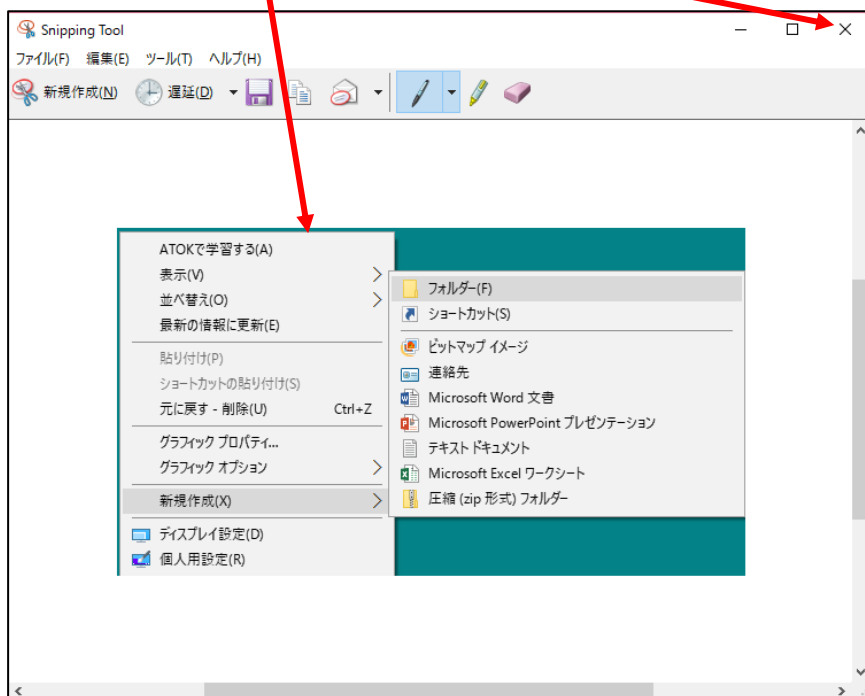 Snipping Tool
ファイル(F) 編集(E) ツール(T) ヘルプ(H)
新規作成(N) 遅延(D)
ATOKで学習する(A)
表示(V)
並べ替え(O)
最新の情報に更新(E)
貼り付け(P)
ショートカットの貼り付け(S)
元に戻す - 削除(U) Ctrl+Z
グラフィック プロパティ...
グラフィック オプション
新規作成(X)
ディスプレイ設定(D)
個人用設定(R)
フォルダー(F)
ショートカット(S)
ビットマップ イメージ
連絡先
Microsoft Word 文書
Microsoft PowerPoint プレゼンテーション
テキスト ドキュメント
Microsoft Excel ワークシート
圧縮 (zip 形式) フォルダー